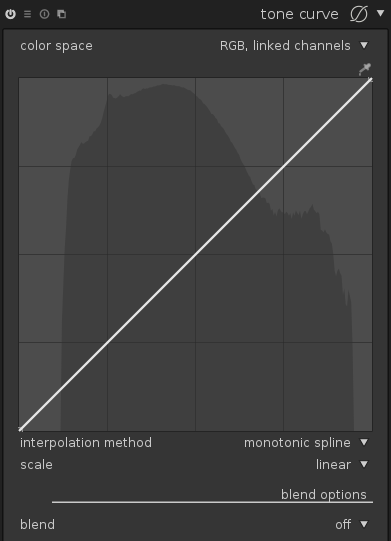 tone curve
color space RGB, linked channels
interpolation method monotonic spline
scale linear
blend options
blend off